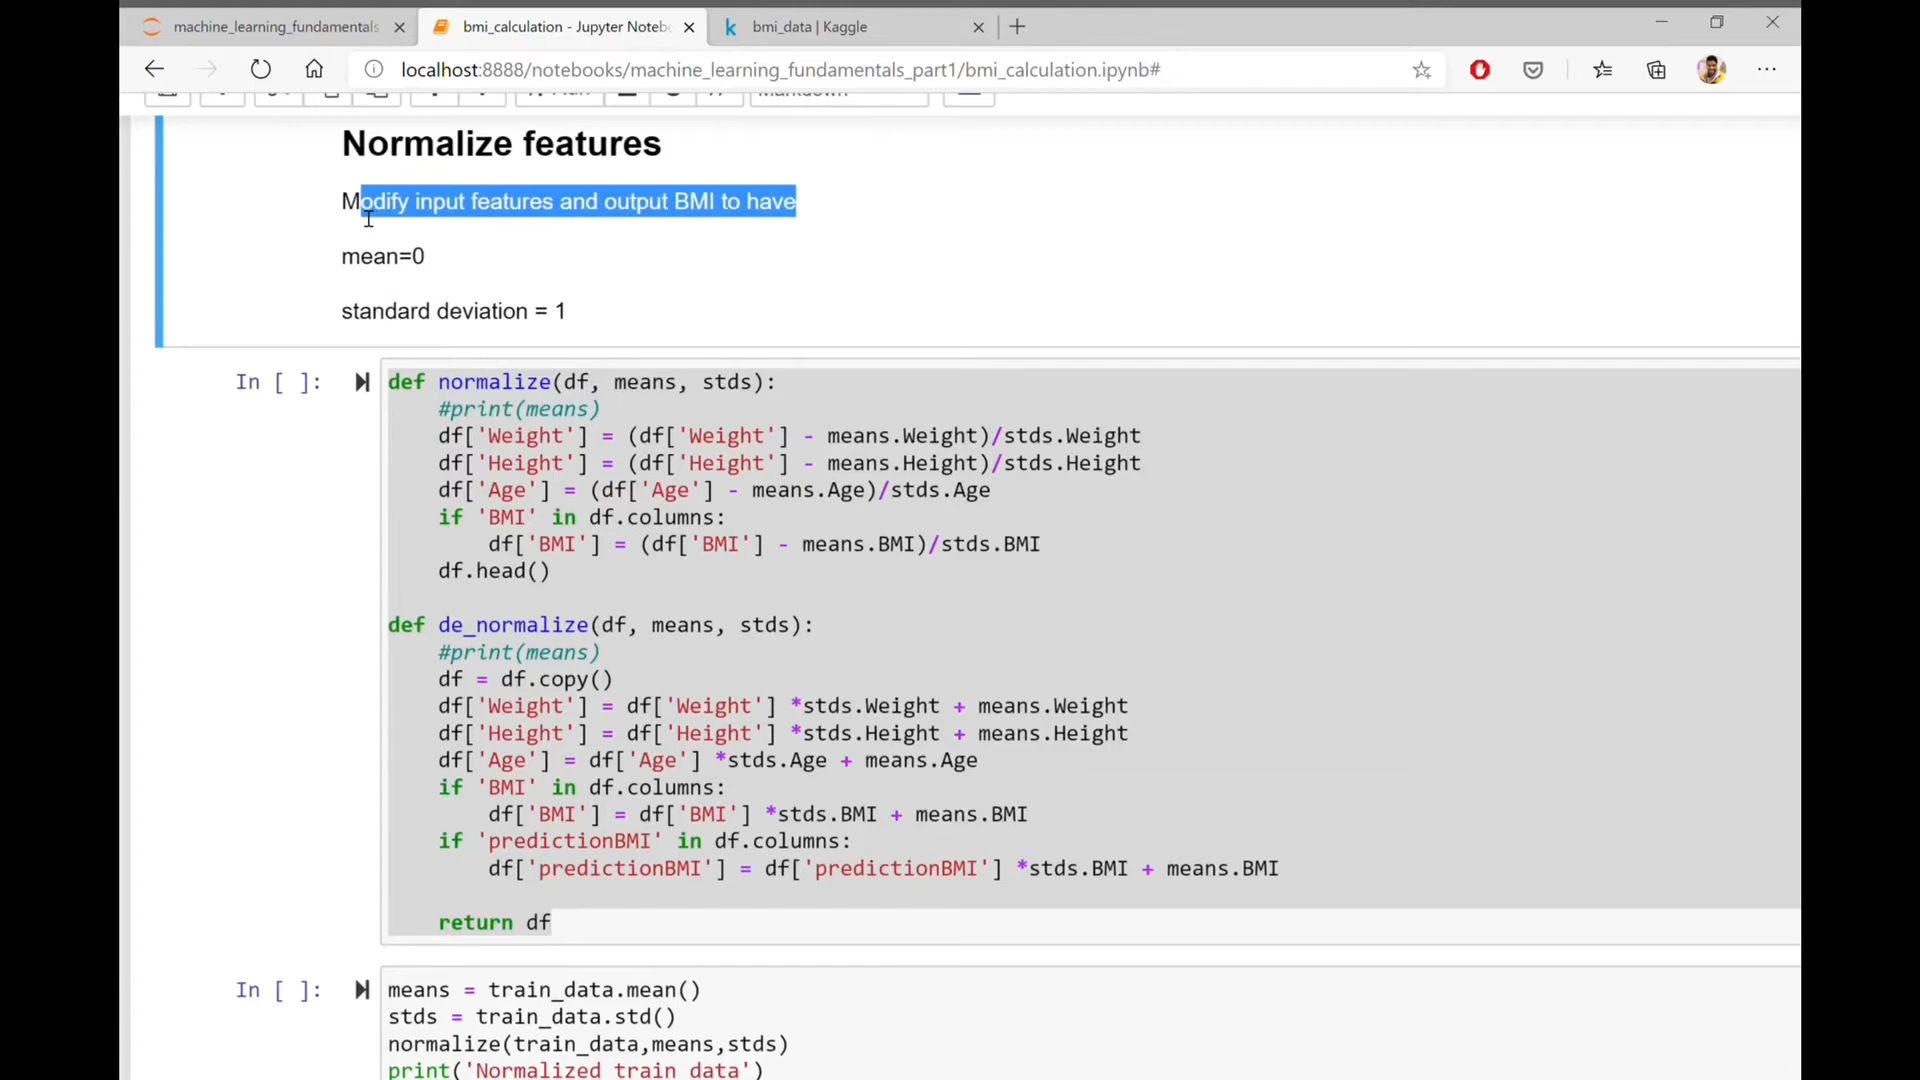 machine_learning_fundamentals
bmi_calculation - Jupyter Noteb
bmi_data | Kaggle
localhost:8888/notebooks/machine_learning_fundamentals_part1/bmi_calculation.ipynb#
Normalize features
Modify input features and output BMI to have
mean=0
standard deviation = 1
In [ ]:
def normalize(df, means, stds):
#print(means)
df['Weight'] = (df['Weight'] - means.Weight)/stds.Weight
df['Height'] = (df['Height'] - means.Height)/stds.Height
df['Age'] = (df['Age'] - means.Age)/stds.Age
if 'BMI' in df.columns:
df['BMI'] = (df['BMI'] - means.BMI)/stds.BMI
df.head()
def de_normalize(df, means, stds):
#print(means)
df = df.copy()
df['Weight'] = df['Weight'] *stds.Weight + means.Weight
df['Height'] = df['Height'] *stds.Height + means.Height
df['Age'] = df['Age'] *stds.Age + means.Age
if 'BMI' in df.columns:
df['BMI'] = df['BMI'] *stds.BMI + means.BMI
if 'predictionBMI' in df.columns:
df['predictionBMI'] = df['predictionBMI'] *stds.BMI + means.BMI
return df
In [ ]:
means = train_data.mean()
stds = train_data.std()
normalize(train_data,means,stds)
print('Normalized train data')